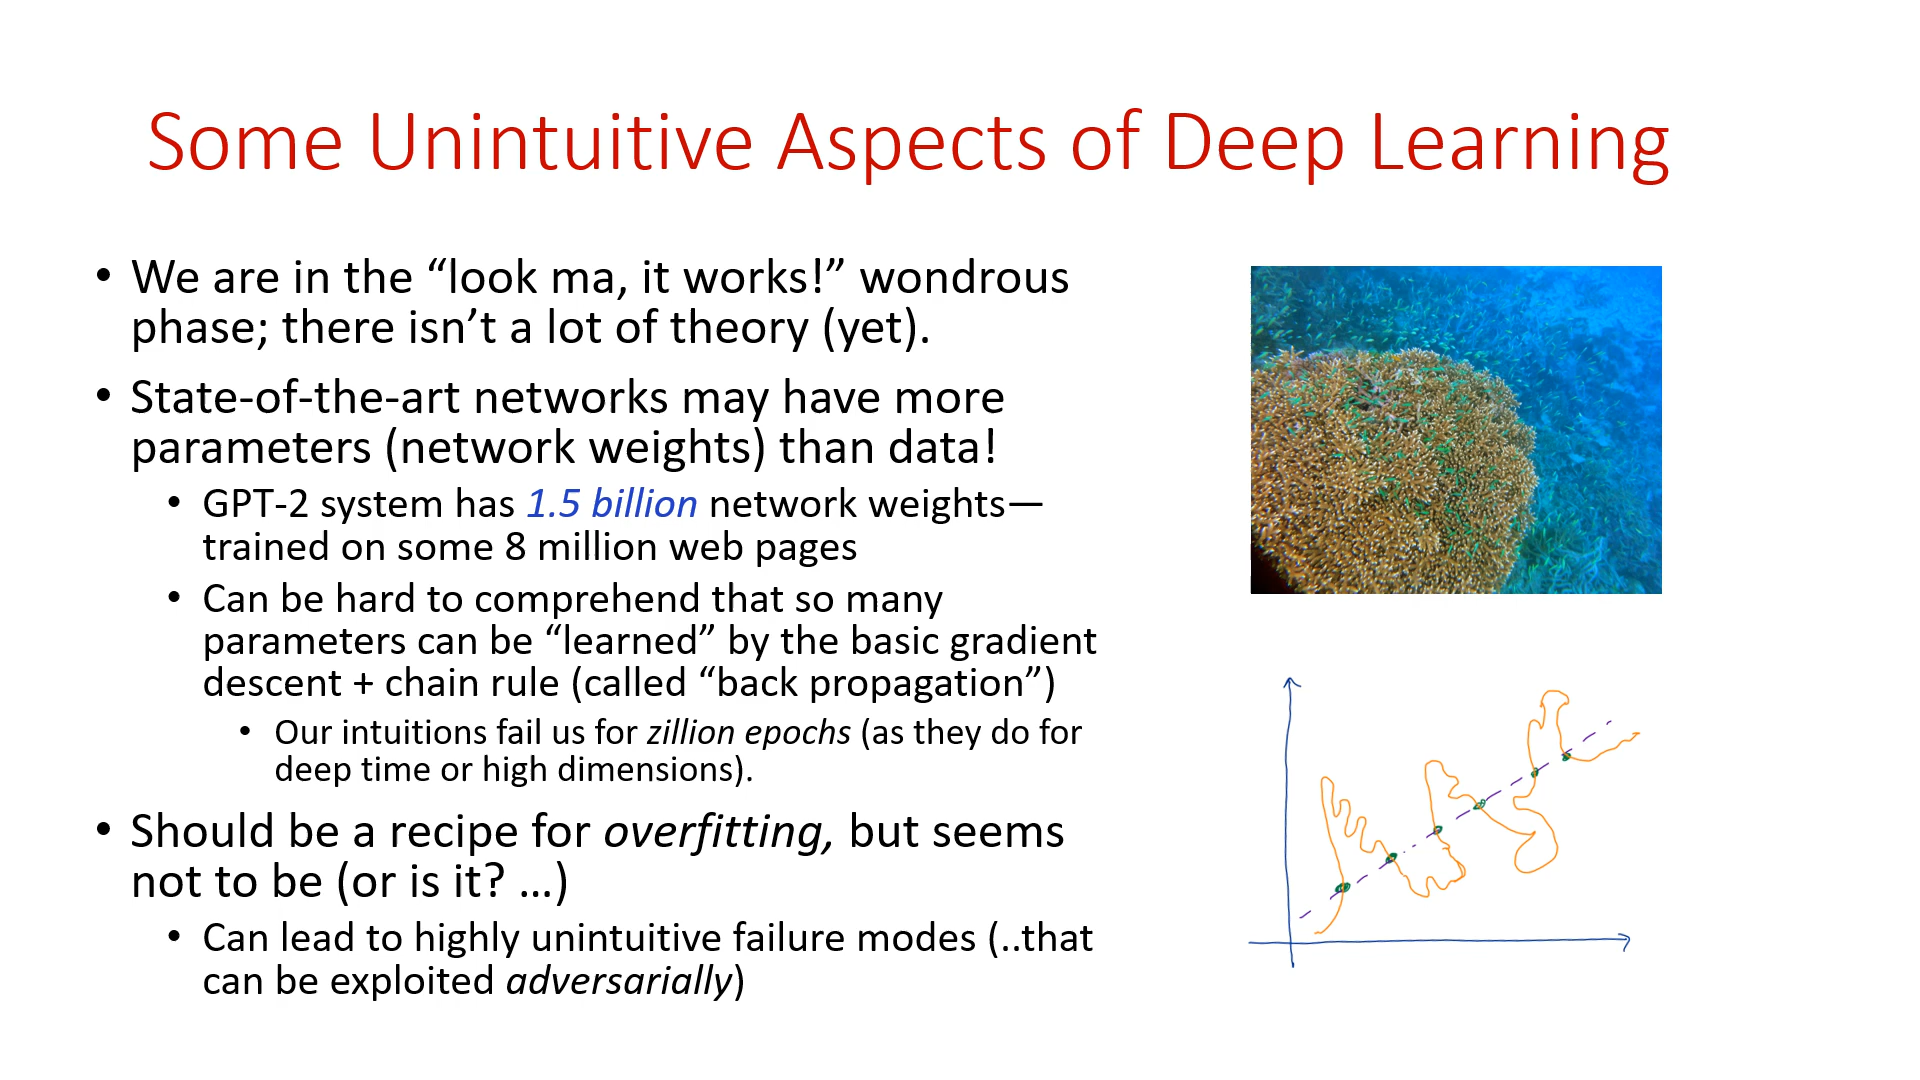 Some Unintuitive Aspects of Deep Learning
• We are in the “look ma, it works!” wondrous
phase; there isn’t a lot of theory (yet).
• State-of-the-art networks may have more
parameters (network weights) than data!
• GPT-2 system has 1.5 billion network weights—
trained on some 8 million web pages
• Can be hard to comprehend that so many
parameters can be “learned” by the basic gradient
descent + chain rule (called “back propagation”)
• Our intuitions fail us for zillion epochs (as they do for
deep time or high dimensions).
• Should be a recipe for overfitting, but seems
not to be (or is it? …)
• Can lead to highly unintuitive failure modes (..that
can be exploited adversarially)